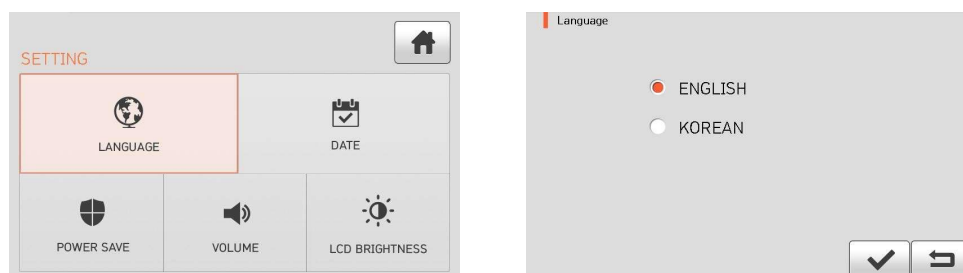 SETTING
LANGUAGE
DATE
POWER SAVE
VOLUME
LCD BRIGHTNESS
Language
ENGLISH
KOREAN